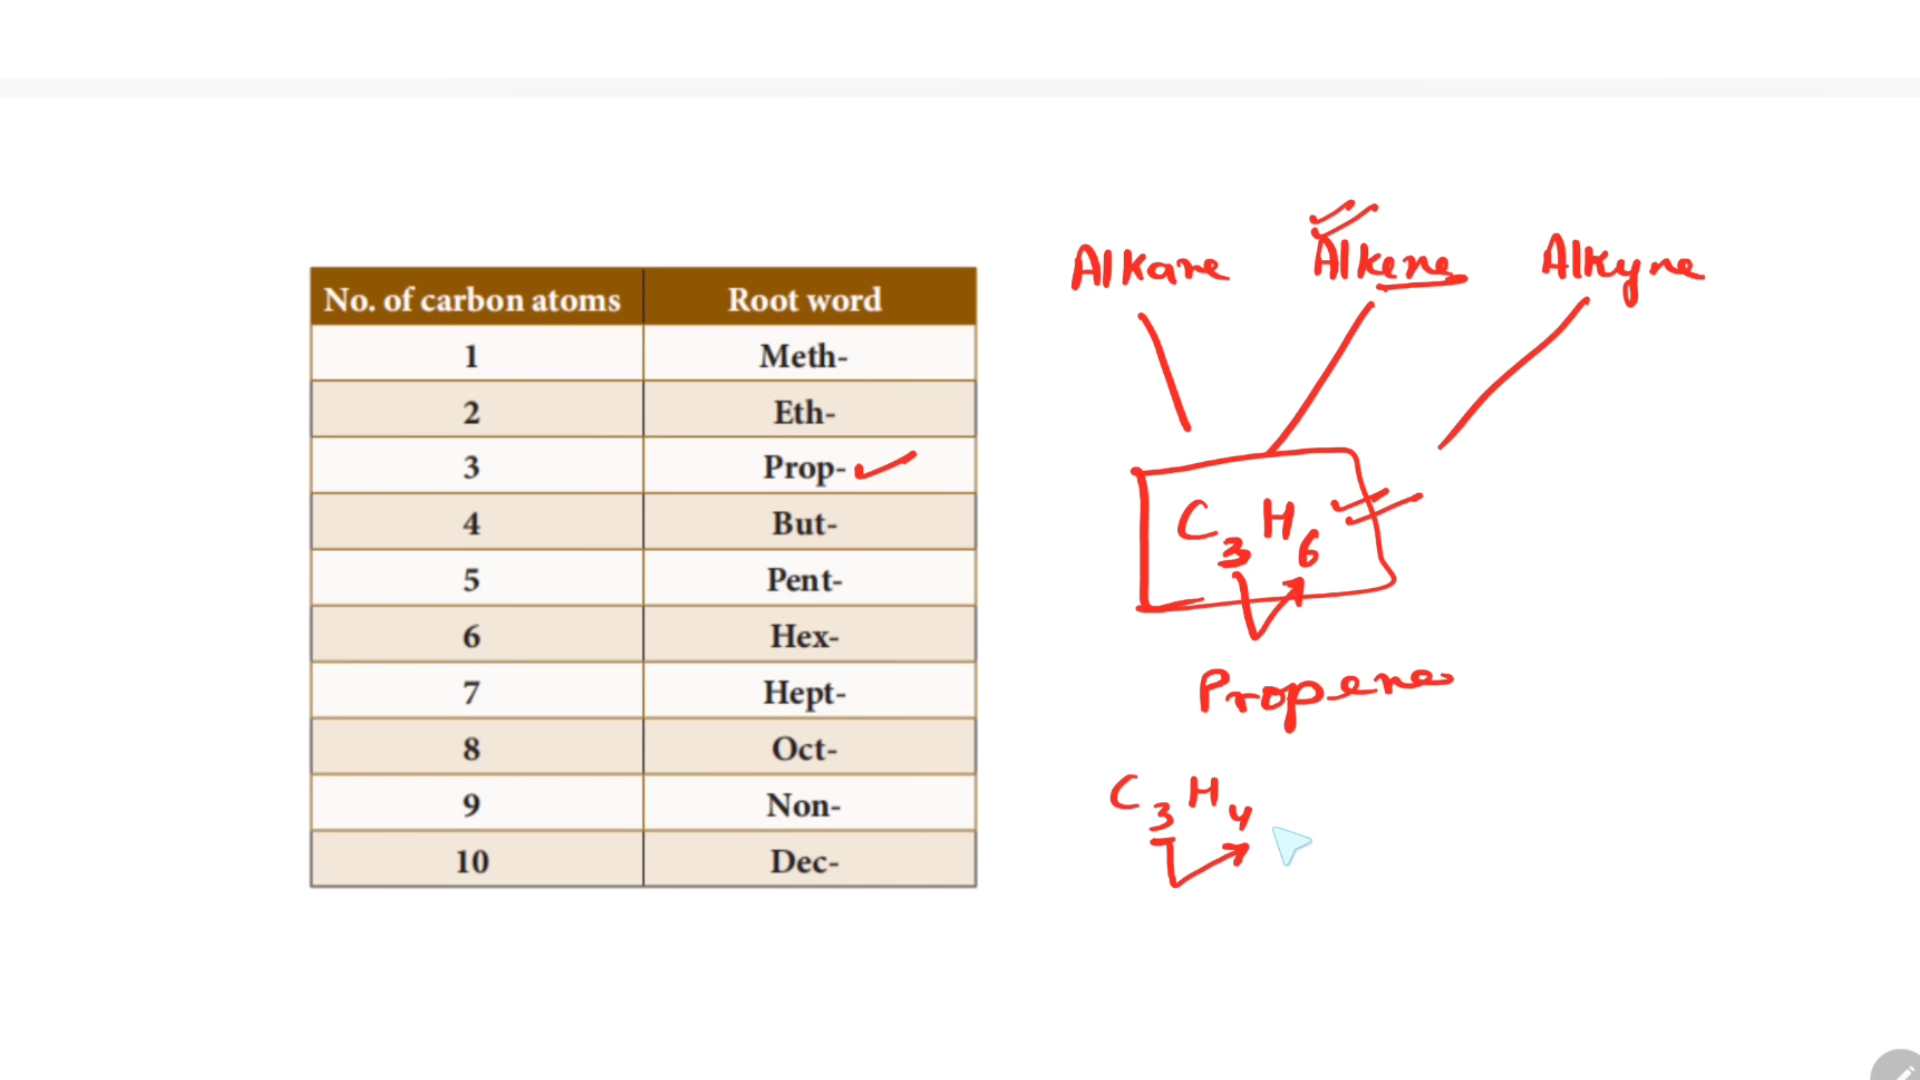 No. of carbon atoms Root word
1 Meth-
2 Eth-
3 Prop-
4 But-
5 Pent-
6 Hex-
7 Hept-
8 Oct-
9 Non-
10 Dec-
Alkane Alkene Alkyne
C3H6
Propene
C3H4